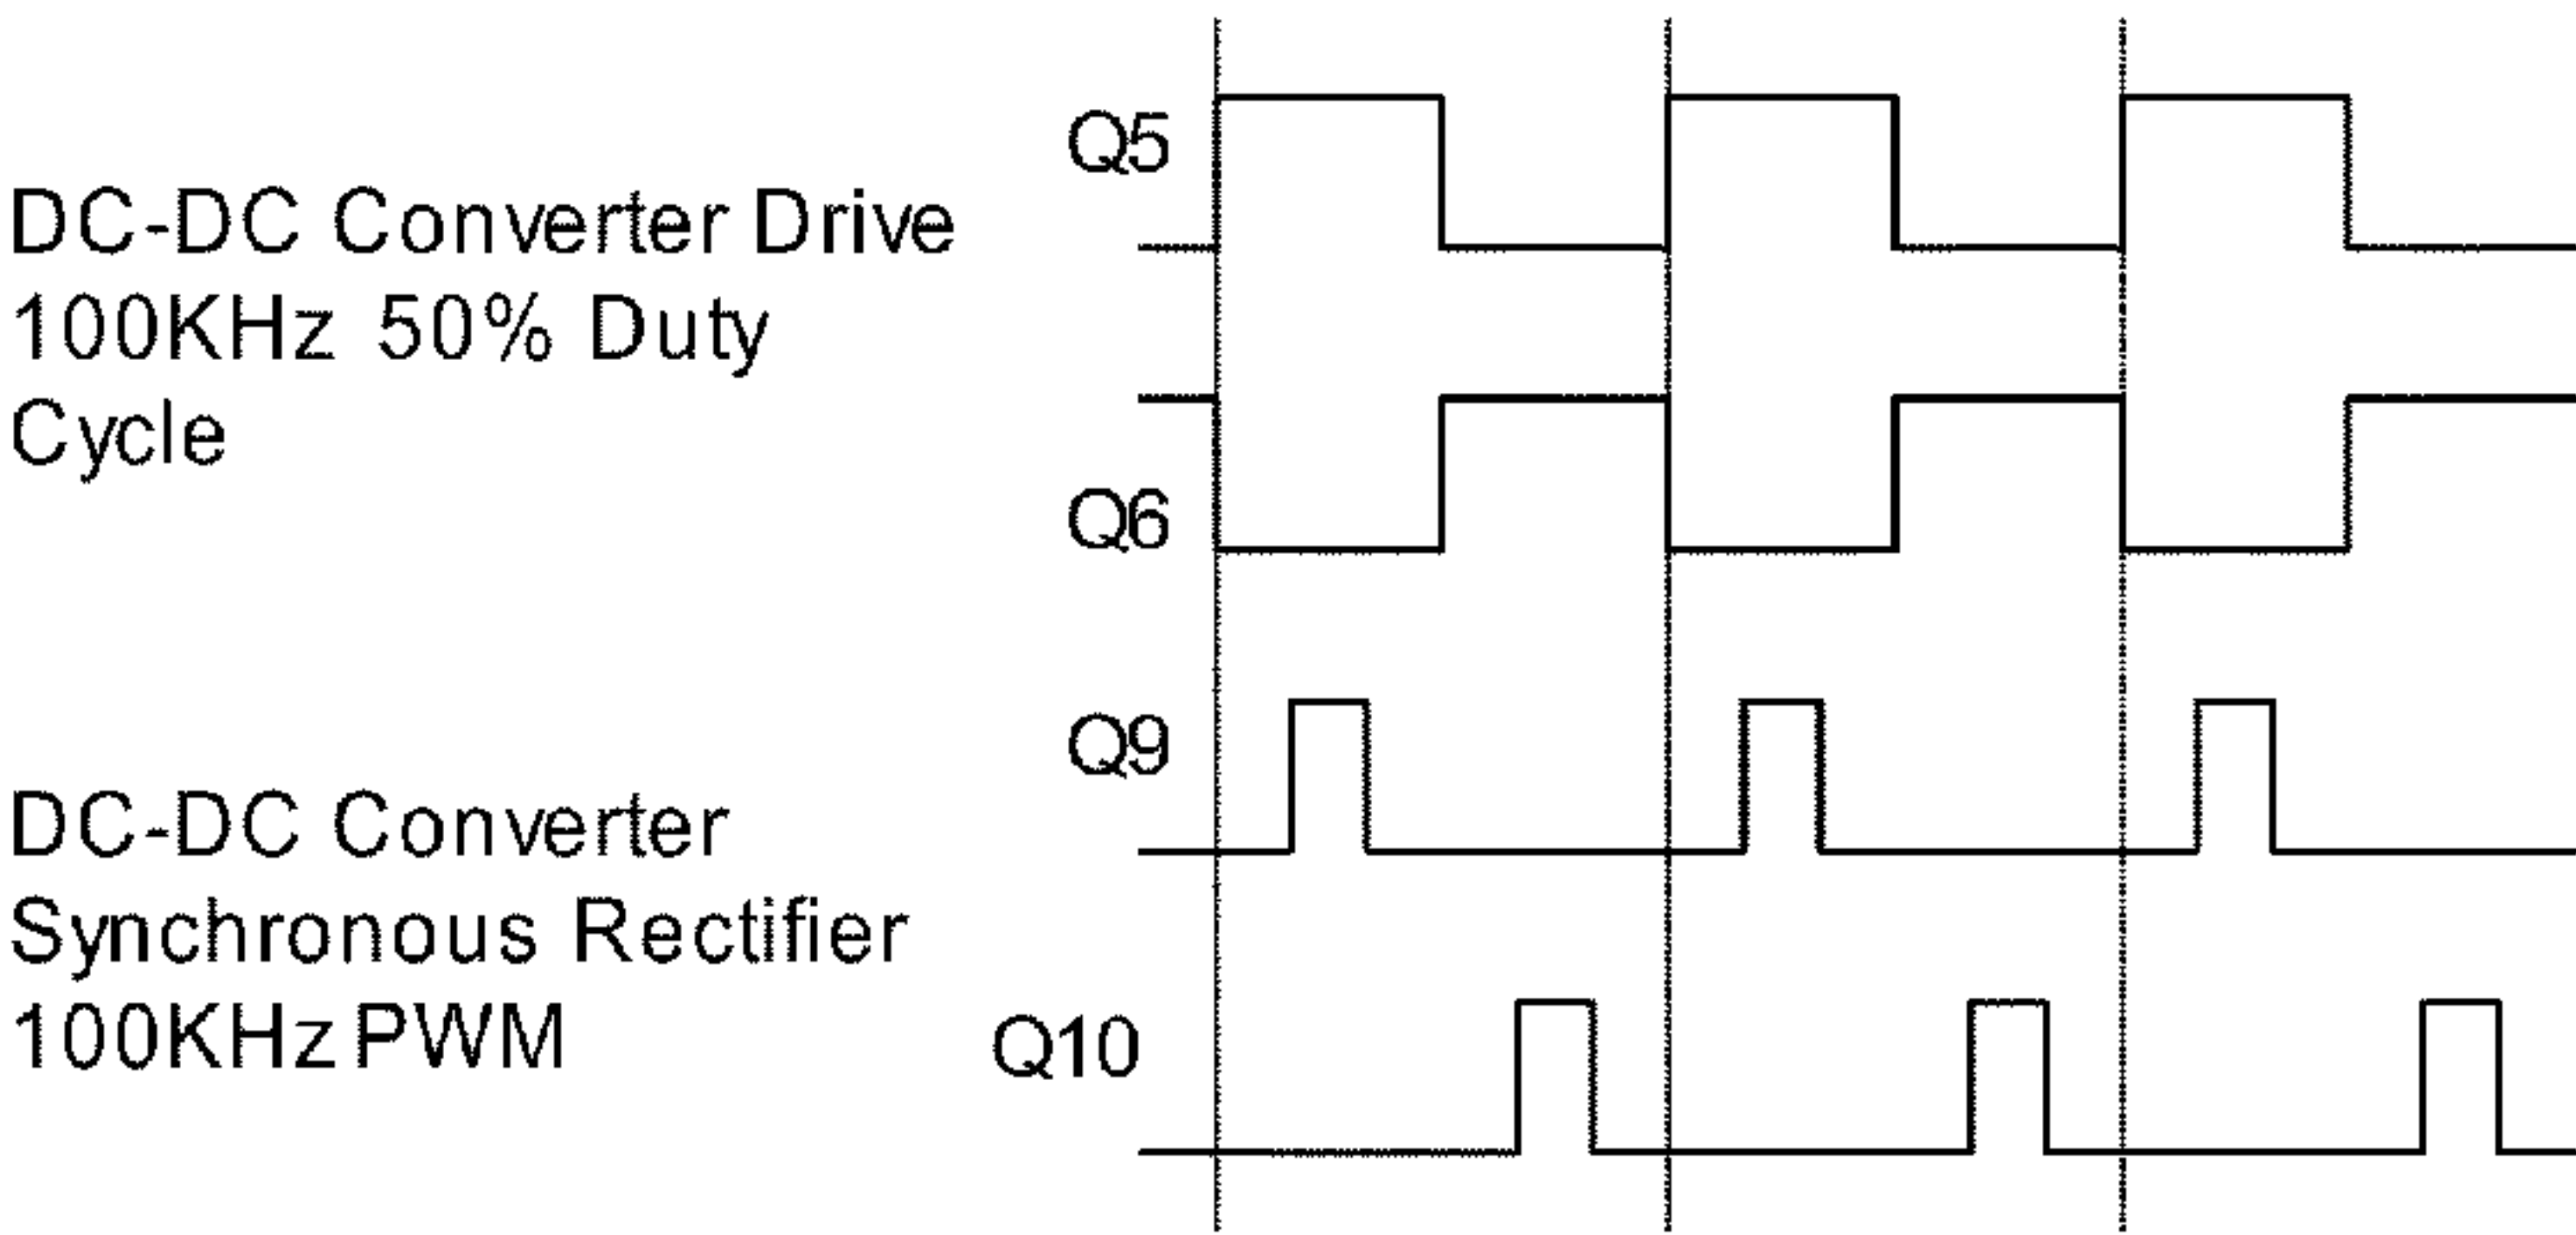 DC-DC Converter Drive
100KHz 50% Duty
Cycle
Q5
Q6
DC-DC Converter
Synchronous Rectifier
100KHz PWM
Q9
Q10